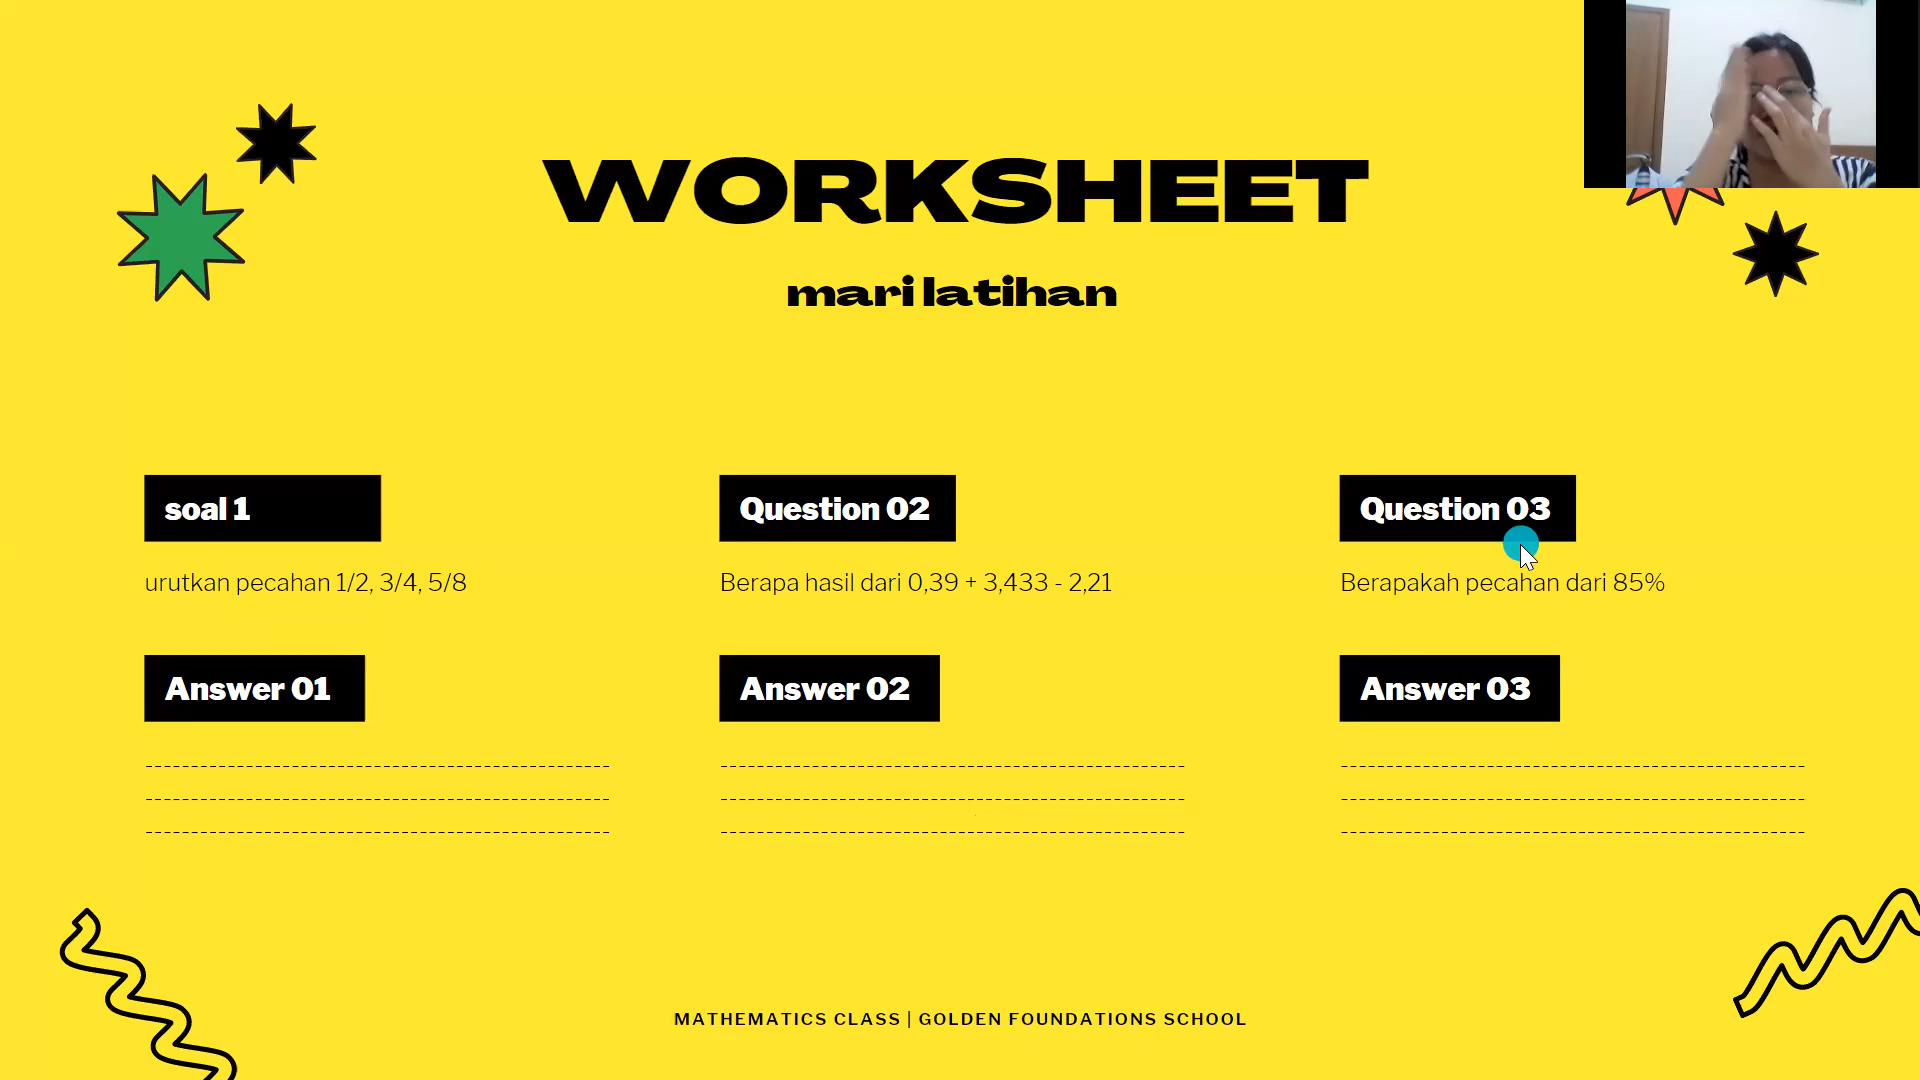 WORKSHEET
mari latihan
soal 1
urutkan pecahan 1/2, 3/4, 5/8
Answer 01
Question 02
Berapa hasil dari 0,39 + 3,433 - 2,21
Answer 02
Question 03
Berapakah pecahan dari 85%
Answer 03
MATHEMATICS CLASS | GOLDEN FOUNDATIONS SCHOOL